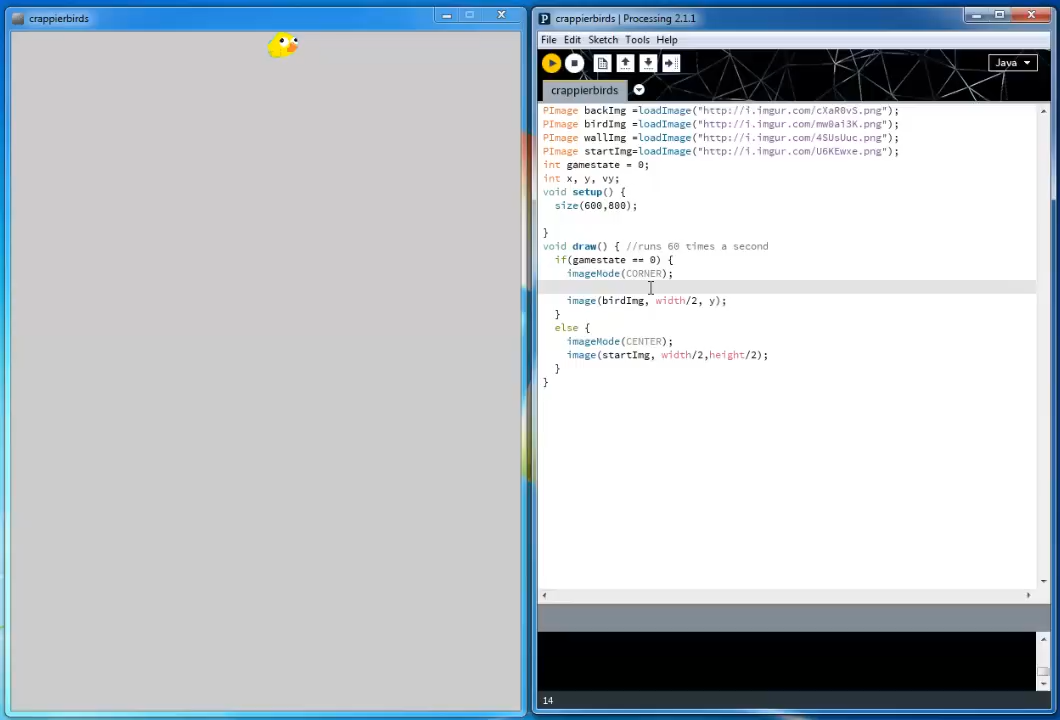 crappierbirds
crappierbirds | Processing 2.1.1
File Edit Sketch Tools Help
Java
crappierbirds
PImage backImg =loadImage("http://i.imgur.com/cXaR0vS.png");
PImage birdImg =loadImage("http://i.imgur.com/mw0ai3K.png");
PImage wallImg =loadImage("http://i.imgur.com/4SUsUuc.png");
PImage startImg=loadImage("http://i.imgur.com/U6KEwxe.png");
int gamestate = 0;
int x, y, vy;
void setup() {
size(600,800);
}
void draw() { //runs 60 times a second
if(gamestate == 0) {
imageMode(CORNER);
image(birdImg, width/2, y);
}
else {
imageMode(CENTER);
image(startImg, width/2,height/2);
}
}
14